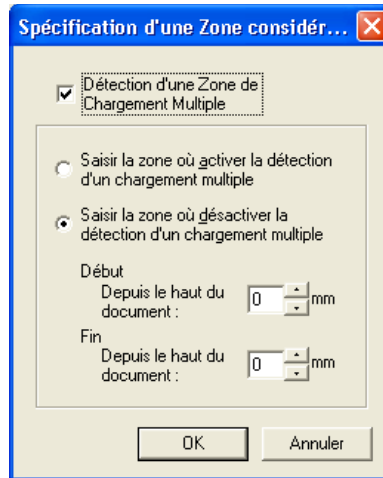 Spécification d'une Zone considér...
Détection d'une Zone de
Chargement Multiple
Saisir la zone où activer la détection
d'un chargement multiple
Saisir la zone où désactiver la
détection d'un chargement multiple
Début
Depuis le haut du
document :
0 mm
Fin
Depuis le haut du
document :
0 mm
OK
Annuler